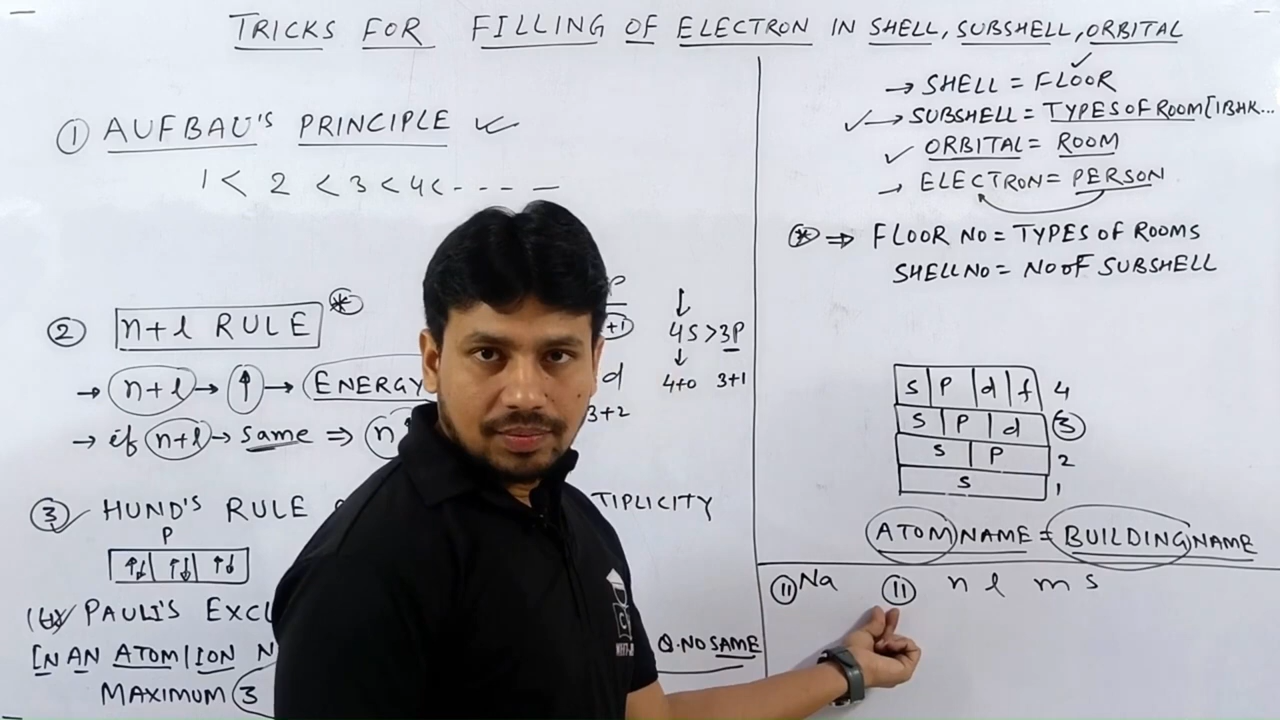 TRICKS FOR FILLING OF ELECTRON IN SHELL, SUBSHELL, ORBITAL
① AUFBAU'S PRINCIPLE
1 < 2 < 3 < 4 < - - - -
② n+l RULE *
→ n+l → ↑ → ENERGY
→ if n+l → same ⇒ n
+1)
d
3+2
↓
4S > 3P
↓
4+0 3+1
③ HUND'S RULE TIPLICITY
P
↑↓ ↑↓ ↑↓
PAULI'S EXCL
IN AN ATOM/ION N Q.NO SAME
MAXIMUM 3
→ SHELL = FLOOR
→ SUBSHELL = TYPES OF ROOM [1BHK...
ORBITAL = ROOM
→ ELECTRON = PERSON
* ⇒ FLOOR NO = TYPES OF ROOMS
SHELL NO = NO OF SUBSHELL
S P d f 4
S P d 3
S P 2
S 1
ATOM NAME = BUILDING NAME
⑪ Na ⑪ n l m s